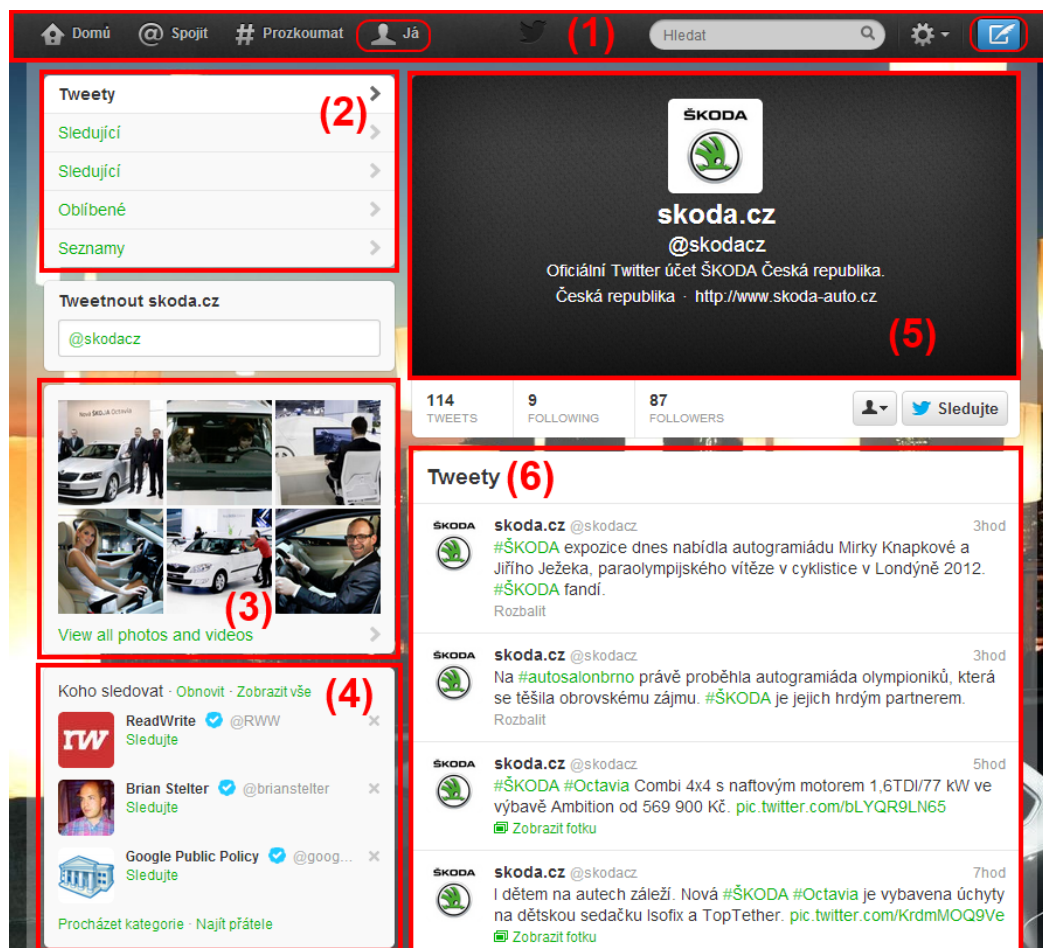 Domů
Spojit
Prozkoumat
Já
(1)
Hledat
Tweety
(2)
Sledující
Sledující
Oblíbené
Seznamy
Tweetnout skoda.cz
@skodacz
(3)
View all photos and videos
(4)
Koho sledovat · Obnovit · Zobrazit vše
rw
ReadWrite @RWW
Sledujte
Brian Stelter @brianstelter
Sledujte
Google Public Policy @goog...
Sledujte
Procházet kategorie · Najít přátele
ŠKODA
skoda.cz
@skodacz
Oficiální Twitter účet ŠKODA Česká republika.
Česká republika · http://www.skoda-auto.cz
(5)
114
TWEETS
9
FOLLOWING
87
FOLLOWERS
Sledujte
Tweety (6)
ŠKODA
skoda.cz @skodacz 3hod
#ŠKODA expozice dnes nabídla autogramiádu Mirky Knapkové a
Jiřího Ježeka, paraolympijského vítěze v cyklistice v Londýně 2012.
#ŠKODA fandí.
Rozbalit
ŠKODA
skoda.cz @skodacz 3hod
Na #autosalonbrno právě proběhla autogramiáda olympioniků, která
se těšila obrovskému zájmu. #ŠKODA je jejich hrdým partnerem.
Rozbalit
ŠKODA
skoda.cz @skodacz 5hod
#ŠKODA #Octavia Combi 4x4 s naftovým motorem 1,6TDI/77 kW ve
výbavě Ambition od 569 900 Kč. pic.twitter.com/bLYQR9LN65
Zobrazit fotku
ŠKODA
skoda.cz @skodacz 7hod
I dětem na autech záleží. Nová #ŠKODA #Octavia je vybavena úchyty
na dětskou sedačku Isofix a TopTether. pic.twitter.com/KrdmMOQ9Ve
Zobrazit fotku